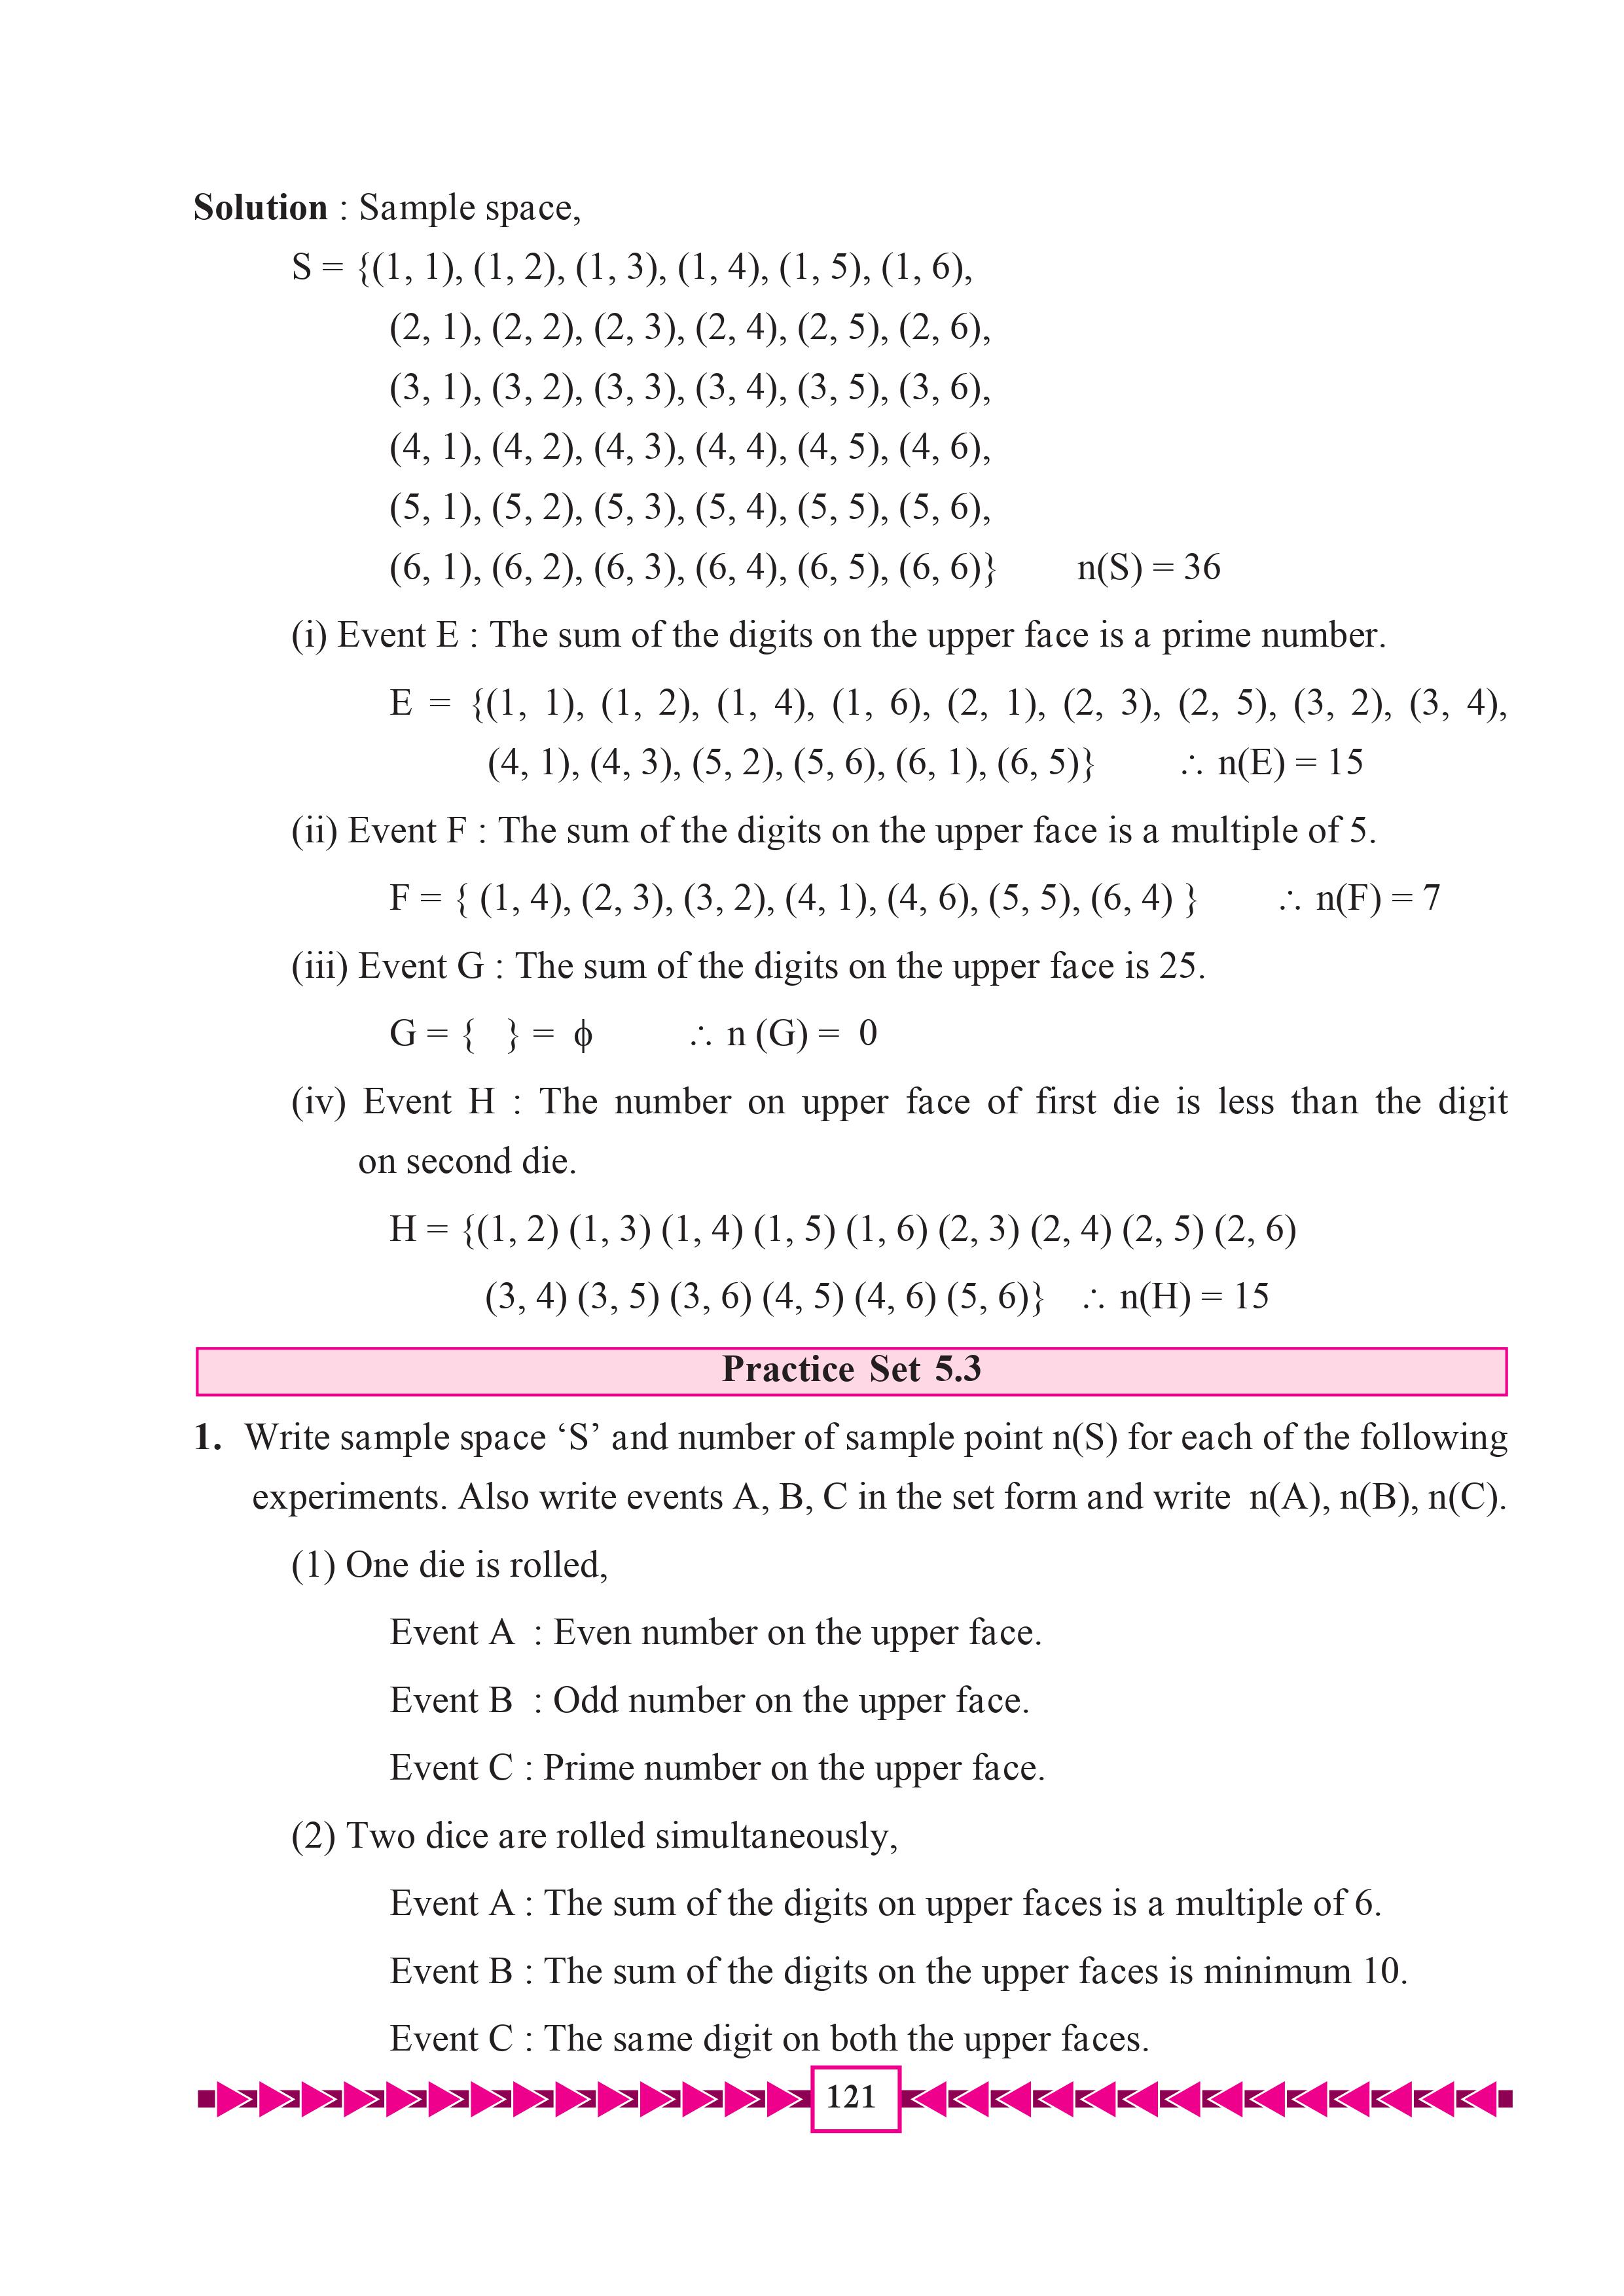 Solution : Sample space,
S = {(1, 1), (1, 2), (1, 3), (1, 4), (1, 5), (1, 6),
(2, 1), (2, 2), (2, 3), (2, 4), (2, 5), (2, 6),
(3, 1), (3, 2), (3, 3), (3, 4), (3, 5), (3, 6),
(4, 1), (4, 2), (4, 3), (4, 4), (4, 5), (4, 6),
(5, 1), (5, 2), (5, 3), (5, 4), (5, 5), (5, 6),
(6, 1), (6, 2), (6, 3), (6, 4), (6, 5), (6, 6)} n(S) = 36
(i) Event E : The sum of the digits on the upper face is a prime number.
E = {(1, 1), (1, 2), (1, 4), (1, 6), (2, 1), (2, 3), (2, 5), (3, 2), (3, 4),
(4, 1), (4, 3), (5, 2), (5, 6), (6, 1), (6, 5)} ∴ n(E) = 15
(ii) Event F : The sum of the digits on the upper face is a multiple of 5.
F = { (1, 4), (2, 3), (3, 2), (4, 1), (4, 6), (5, 5), (6, 4) } ∴ n(F) = 7
(iii) Event G : The sum of the digits on the upper face is 25.
G = { } = ϕ ∴ n (G) = 0
(iv) Event H : The number on upper face of first die is less than the digit
on second die.
H = {(1, 2) (1, 3) (1, 4) (1, 5) (1, 6) (2, 3) (2, 4) (2, 5) (2, 6)
(3, 4) (3, 5) (3, 6) (4, 5) (4, 6) (5, 6)} ∴ n(H) = 15
Practice Set 5.3
1. Write sample space ‘S’ and number of sample point n(S) for each of the following
experiments. Also write events A, B, C in the set form and write n(A), n(B), n(C).
(1) One die is rolled,
Event A : Even number on the upper face.
Event B : Odd number on the upper face.
Event C : Prime number on the upper face.
(2) Two dice are rolled simultaneously,
Event A : The sum of the digits on upper faces is a multiple of 6.
Event B : The sum of the digits on the upper faces is minimum 10.
Event C : The same digit on both the upper faces.
121